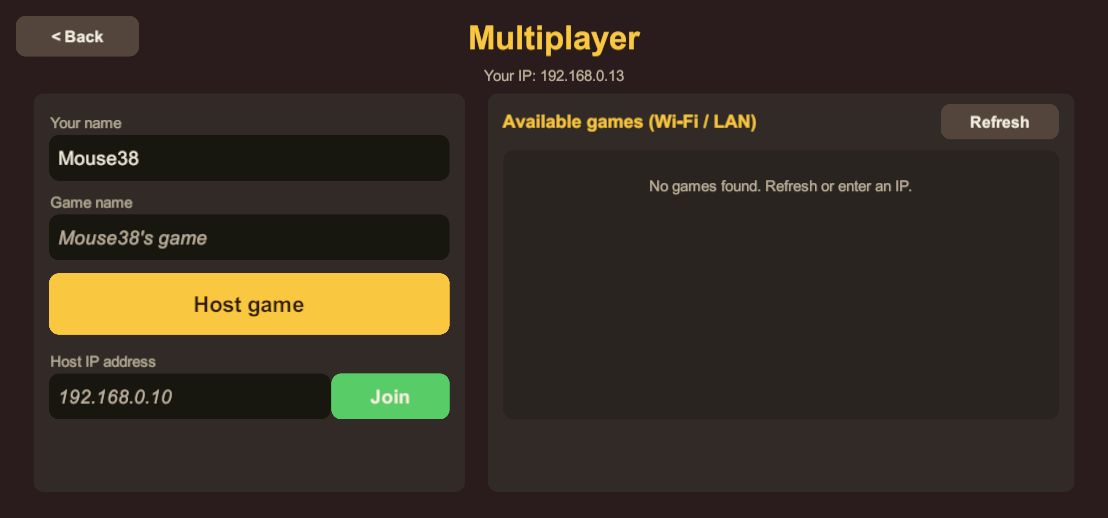 < Back
Multiplayer
Your IP: 192.168.0.13
Your name
Mouse38
Game name
Mouse38's game
Host game
Host IP address
192.168.0.10
Join
Available games (Wi-Fi / LAN)
Refresh
No games found. Refresh or enter an IP.